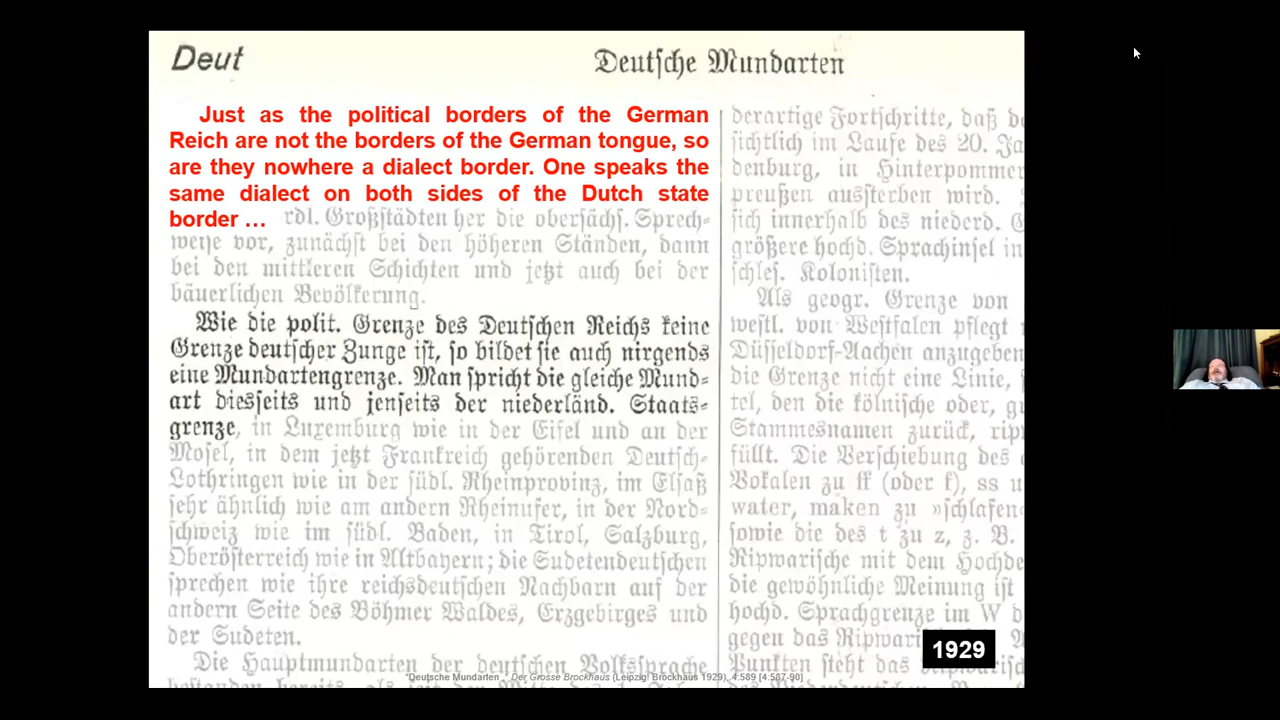 Deut
Deutsche Mundarten
Just as the political borders of the German
Reich are not the borders of the German tongue, so
are they nowhere a dialect border. One speaks the
same dialect on both sides of the Dutch state
border …
rdl. Großstädten her die obersächs. Sprech-
weise vor, zunächst bei den höheren Ständen, dann
bei den mittleren Schichten und jetzt auch bei der
bäuerlichen Bevölkerung.
Wie die polit. Grenze des Deutschen Reichs keine
Grenze deutscher Zunge ist, so bildet sie auch nirgends
eine Mundartengrenze. Man spricht die gleiche Mund-
art diesseits und jenseits der niederländ. Staats-
grenze, in Luxemburg wie in der Eifel und an der
Mosel, in dem jetzt Frankreich gehörenden Deutsch-
Lothringen wie in der südl. Rheinprovinz, im Elsaß
sehr ähnlich wie am andern Rheinufer, in der Nord-
schweiz wie im südl. Baden, in Tirol, Salzburg,
Oberösterreich wie in Altbayern; die Sudetendeutschen
sprechen wie ihre reichsdeutschen Nachbarn auf der
andern Seite des Böhmer Waldes, Erzgebirges und
der Sudeten.
Die Hauptmundarten der deutschen Volkssprache
derartige Fortschritte, daß
sichtlich im Laufe des 20. Ja
denburg, in Hinterpommer
preußen aussterben wird.
sich innerhalb des niederd.
größere hochd. Sprachinsel in
schles. Kolonisten.
Als geogr. Grenze von
westl. von Westfalen pflegt
Düsseldorf-Aachen anzugeben
die Grenze nicht eine Linie,
tel, den die kölnische oder,
Stammesnamen zurück, rip
füllt. Die Verschiebung des
Vokalen zu ff (oder f), ss u
water, maken zu »schlafen
sowie die des t zu z, z. B.
Ripwarische mit dem Hochde
die gewöhnliche Meinung ist
hochd. Sprachgrenze im W d
gegen das Ripwari
Punkten steht das
1929
"Deutsche Mundarten Der Grosse Brockhaus (Leipzig: Brockhaus 1929), 4:589 [4:587-90]